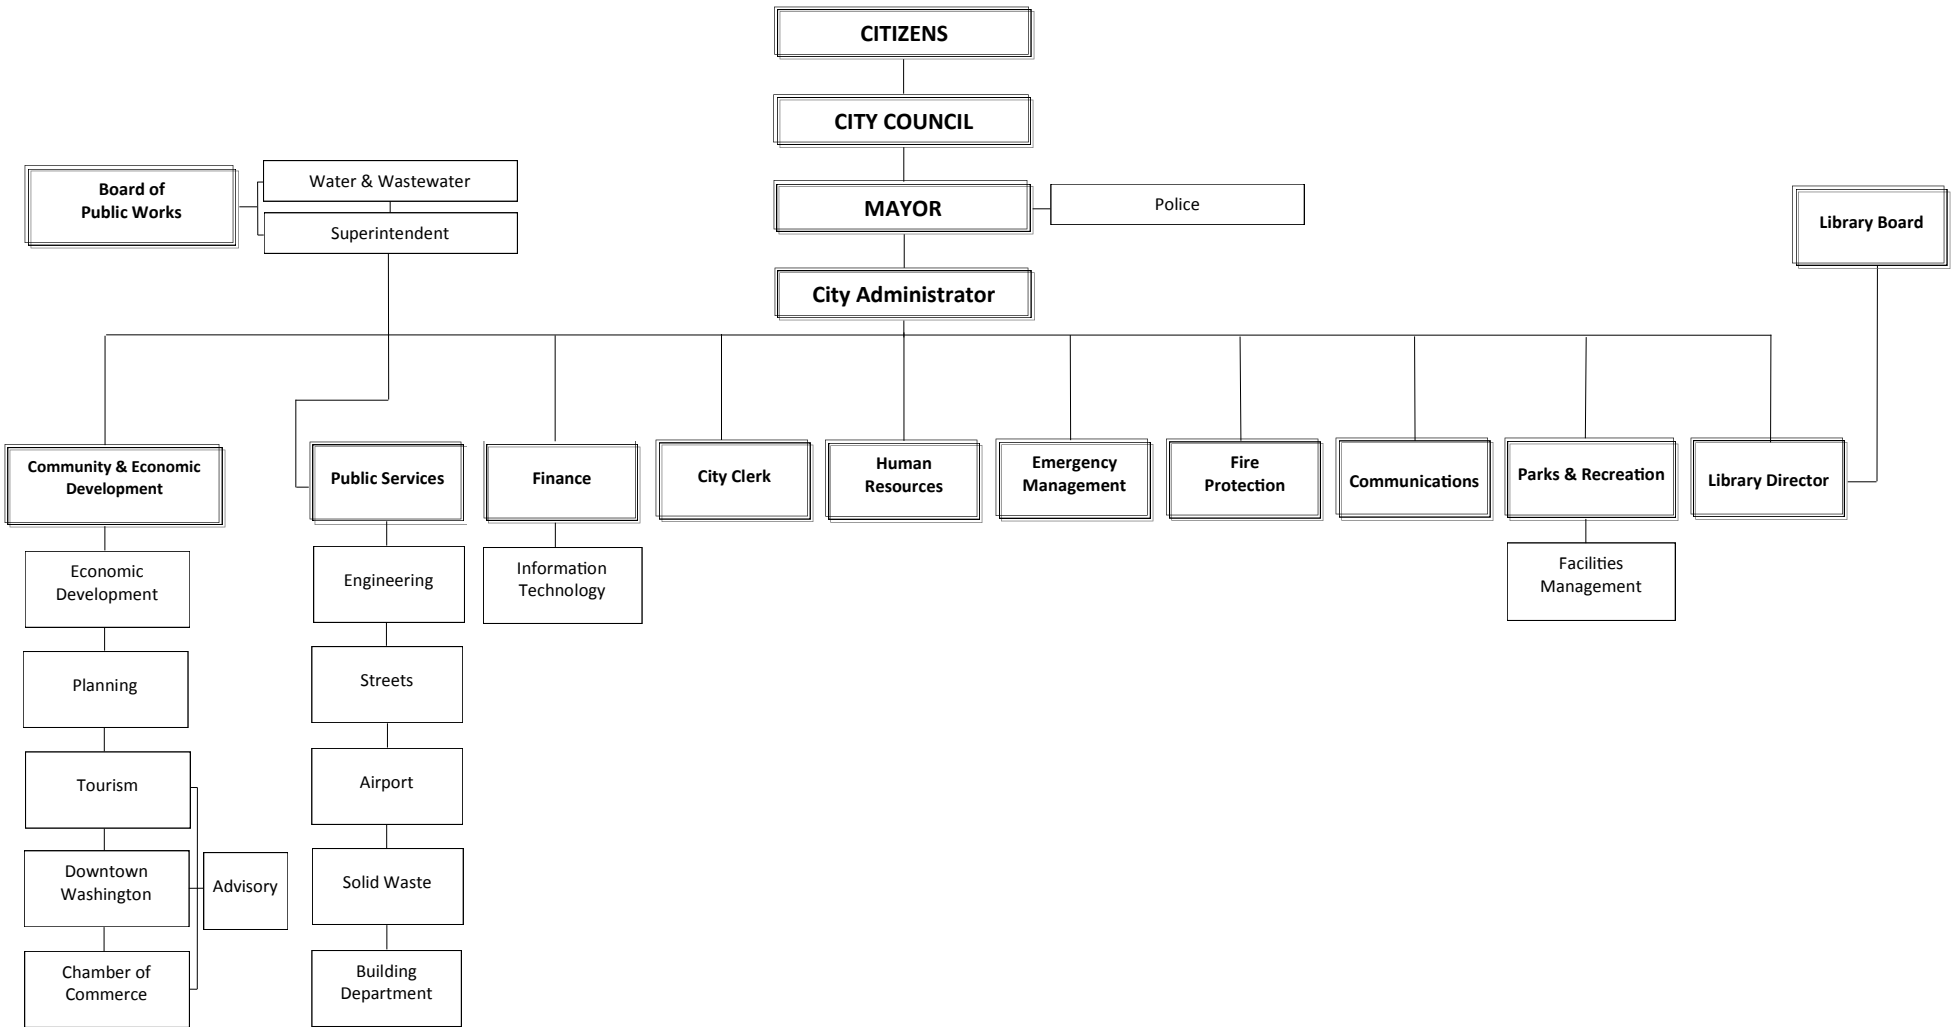 CITIZENS
CITY COUNCIL
Board of
Public Works
Water & Wastewater
Superintendent
MAYOR
Police
Library Board
City Administrator
Community & Economic
Development
Public Services
Finance
City Clerk
Human
Resources
Emergency
Management
Fire
Protection
Communications
Parks & Recreation
Library Director
Economic
Development
Engineering
Information
Technology
Facilities
Management
Planning
Streets
Tourism
Airport
Downtown
Washington
Advisory
Solid Waste
Chamber of
Commerce
Building
Department